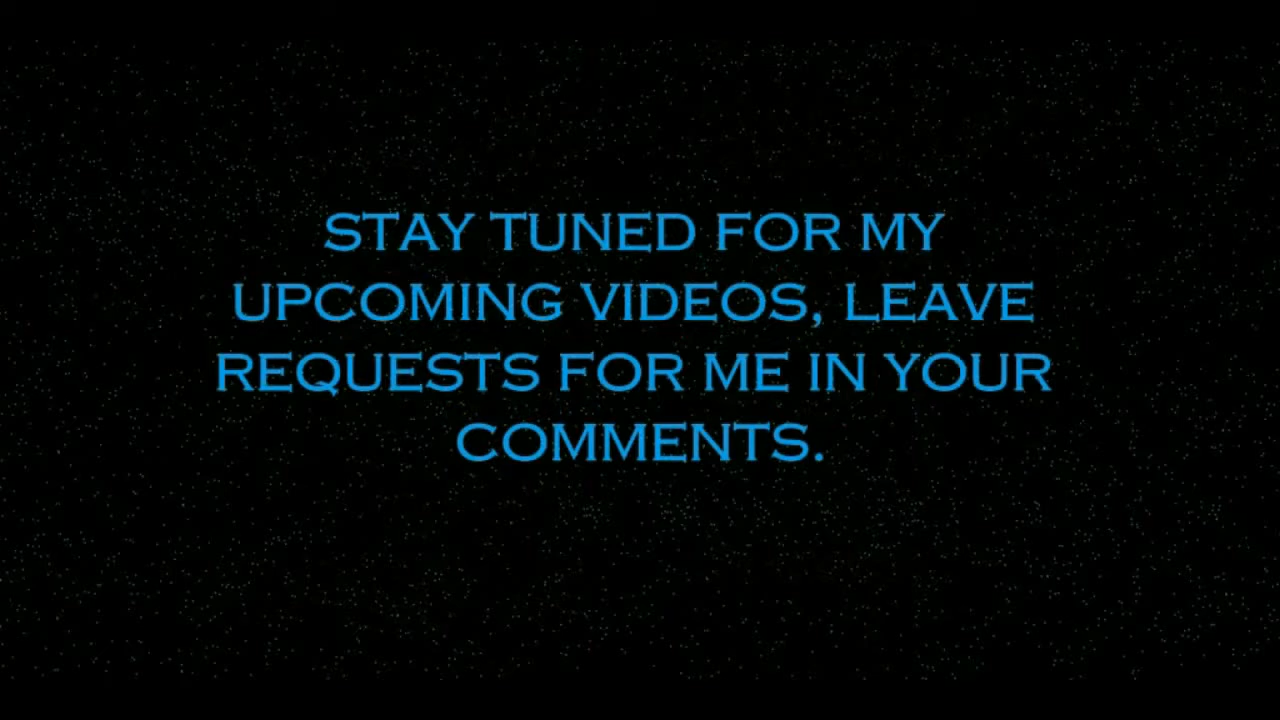 STAY TUNED FOR MY
UPCOMING VIDEOS, LEAVE
REQUESTS FOR ME IN YOUR
COMMENTS.